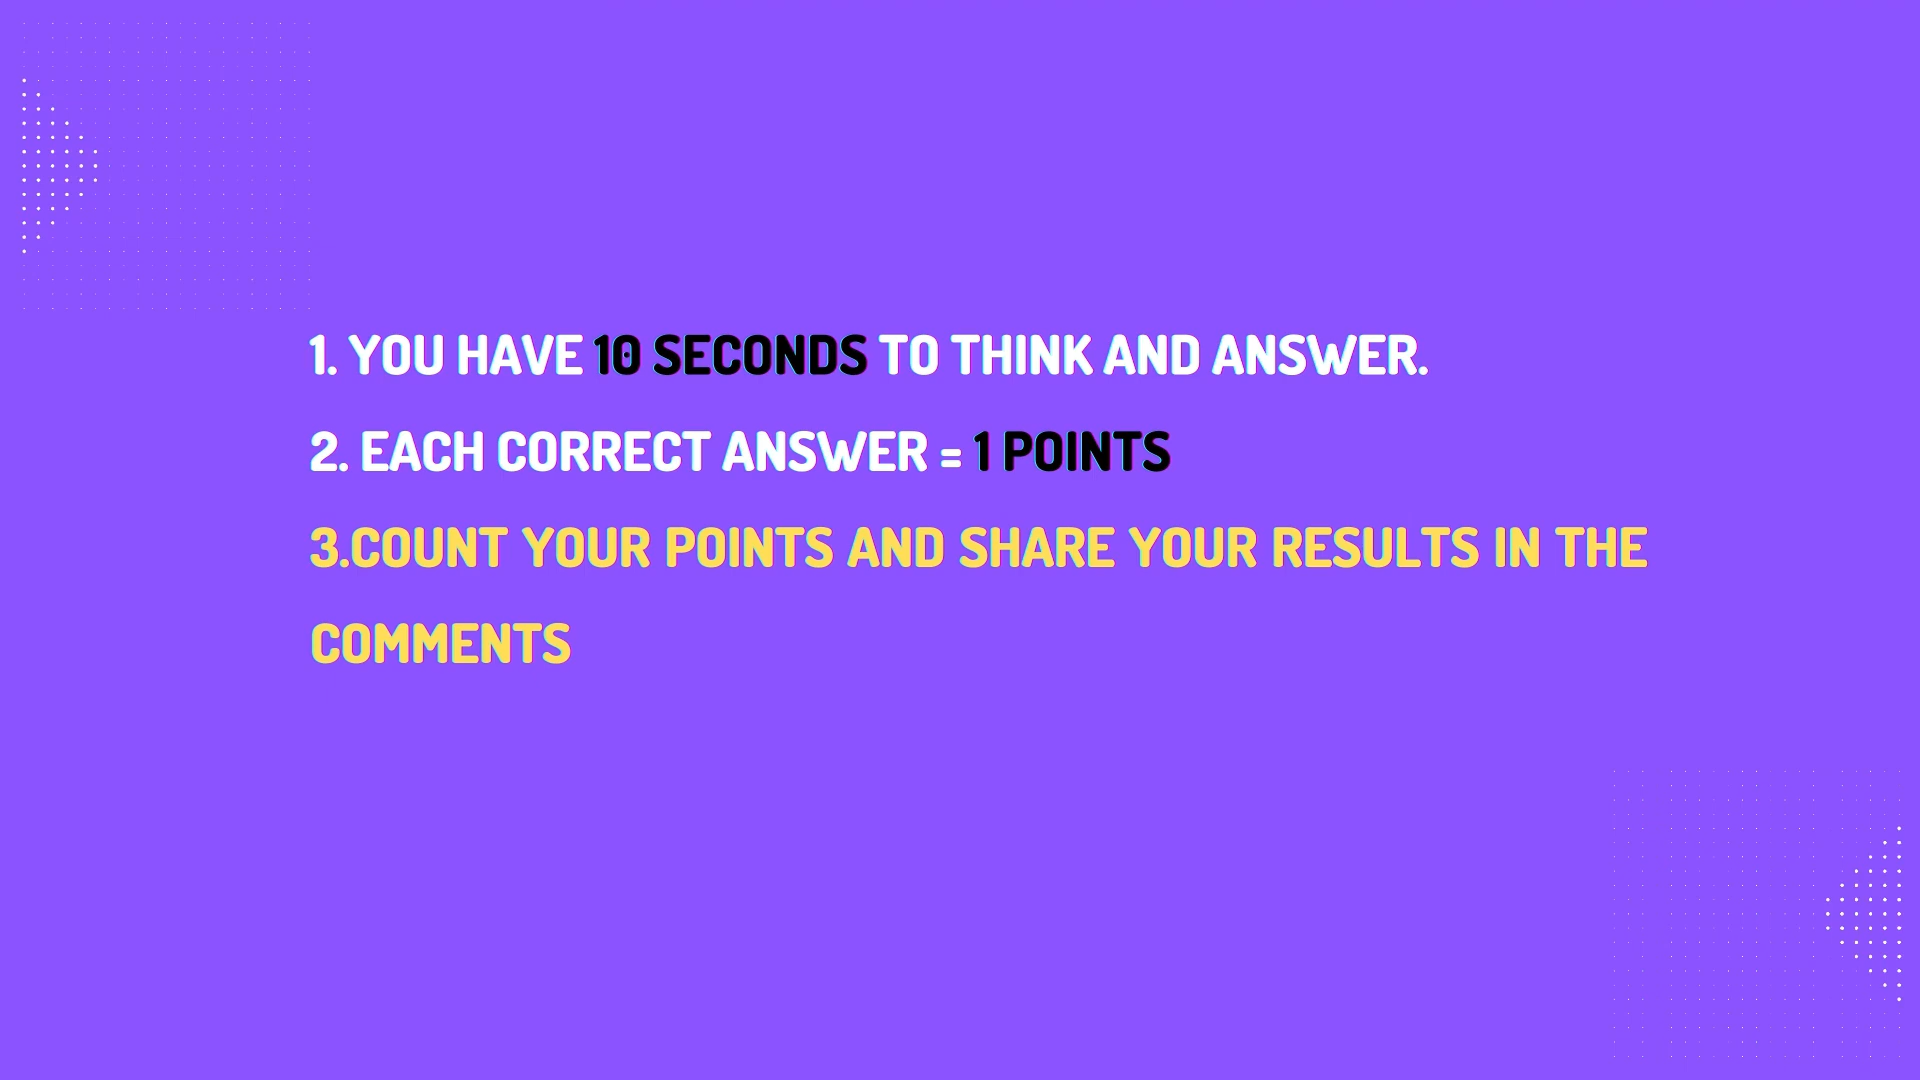 1. YOU HAVE 10 SECONDS TO THINK AND ANSWER.
2. EACH CORRECT ANSWER = 1 POINTS
3.COUNT YOUR POINTS AND SHARE YOUR RESULTS IN THE
COMMENTS